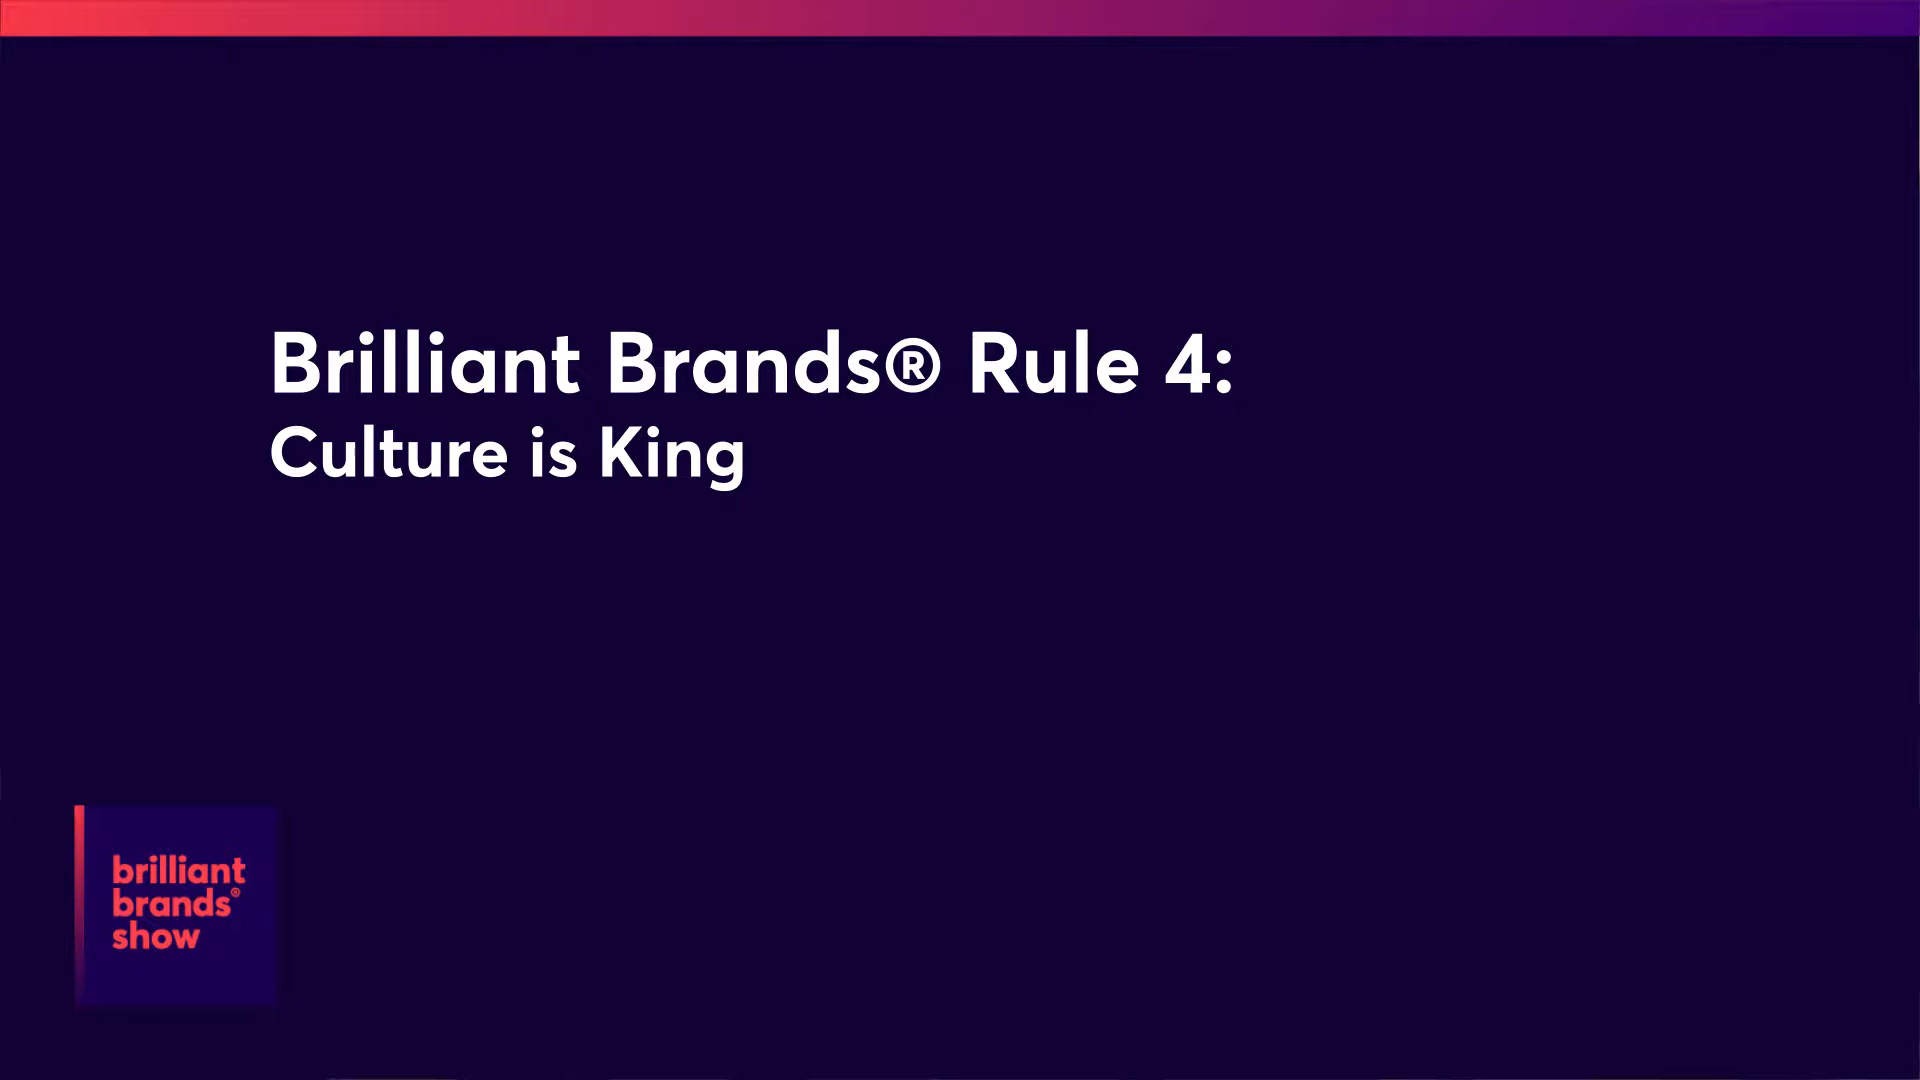 Brilliant Brands® Rule 4:
Culture is King
brilliant
brands®
show